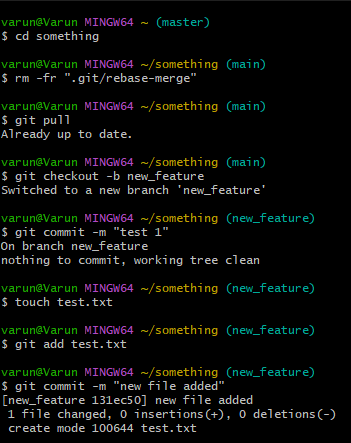 varun@Varun MINGW64 ~ (master)
$ cd something
varun@Varun MINGW64 ~/something (main)
$ rm -fr ".git/rebase-merge"
varun@Varun MINGW64 ~/something (main)
$ git pull
Already up to date.
varun@Varun MINGW64 ~/something (main)
$ git checkout -b new_feature
Switched to a new branch 'new_feature'
varun@Varun MINGW64 ~/something (new_feature)
$ git commit -m "test 1"
On branch new_feature
nothing to commit, working tree clean
varun@Varun MINGW64 ~/something (new_feature)
$ touch test.txt
varun@Varun MINGW64 ~/something (new_feature)
$ git add test.txt
varun@Varun MINGW64 ~/something (new_feature)
$ git commit -m "new file added"
[new_feature 131ec50] new file added
 1 file changed, 0 insertions(+), 0 deletions(-)
 create mode 100644 test.txt